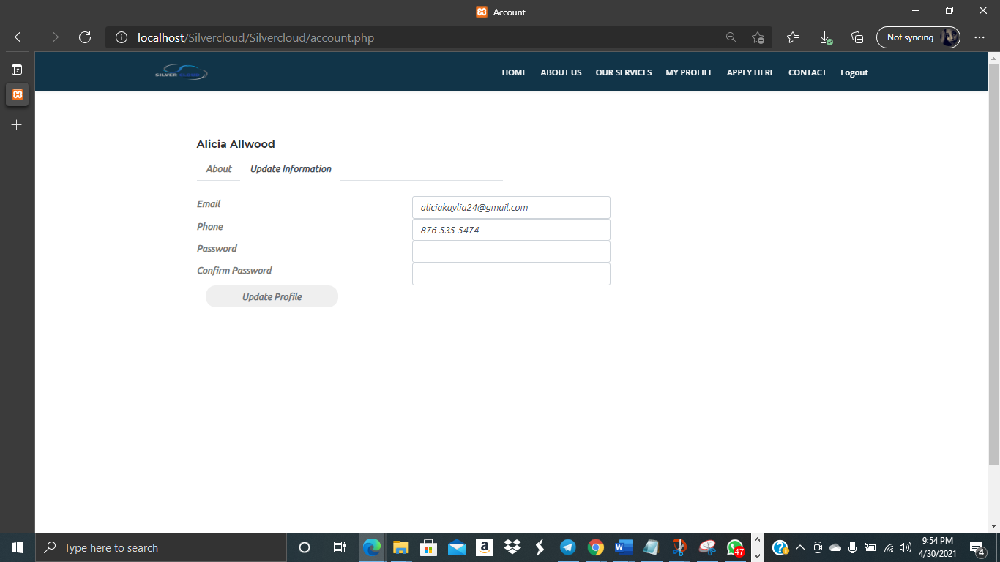 Account
localhost/Silvercloud/Silvercloud/account.php
Not syncing
SILVER CLOUD
HOME ABOUT US OUR SERVICES MY PROFILE APPLY HERE CONTACT Logout
Alicia Allwood
About Update Information
Email aliciakaylia24@gmail.com
Phone 876-535-5474
Password
Confirm Password
Update Profile
Type here to search
47
9:54 PM
4/30/2021
4